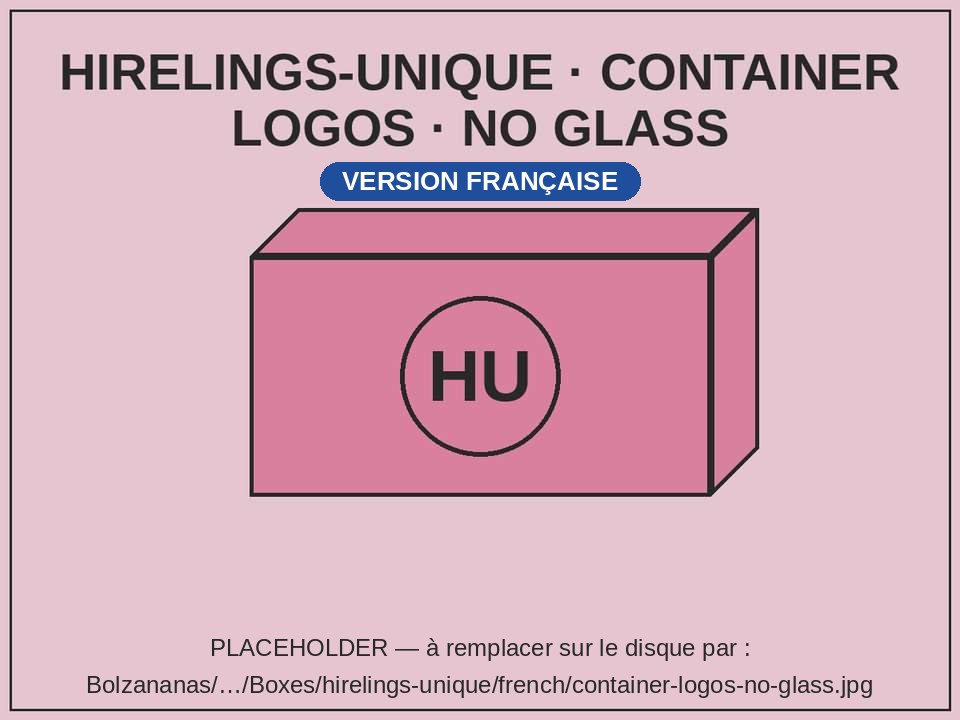 HIRELINGS-UNIQUE · CONTAINER
LOGOS · NO GLASS
VERSION FRANÇAISE
HU
PLACEHOLDER — à remplacer sur le disque par :
Bolzananas/…/Boxes/hirelings-unique/french/container-logos-no-glass.jpg